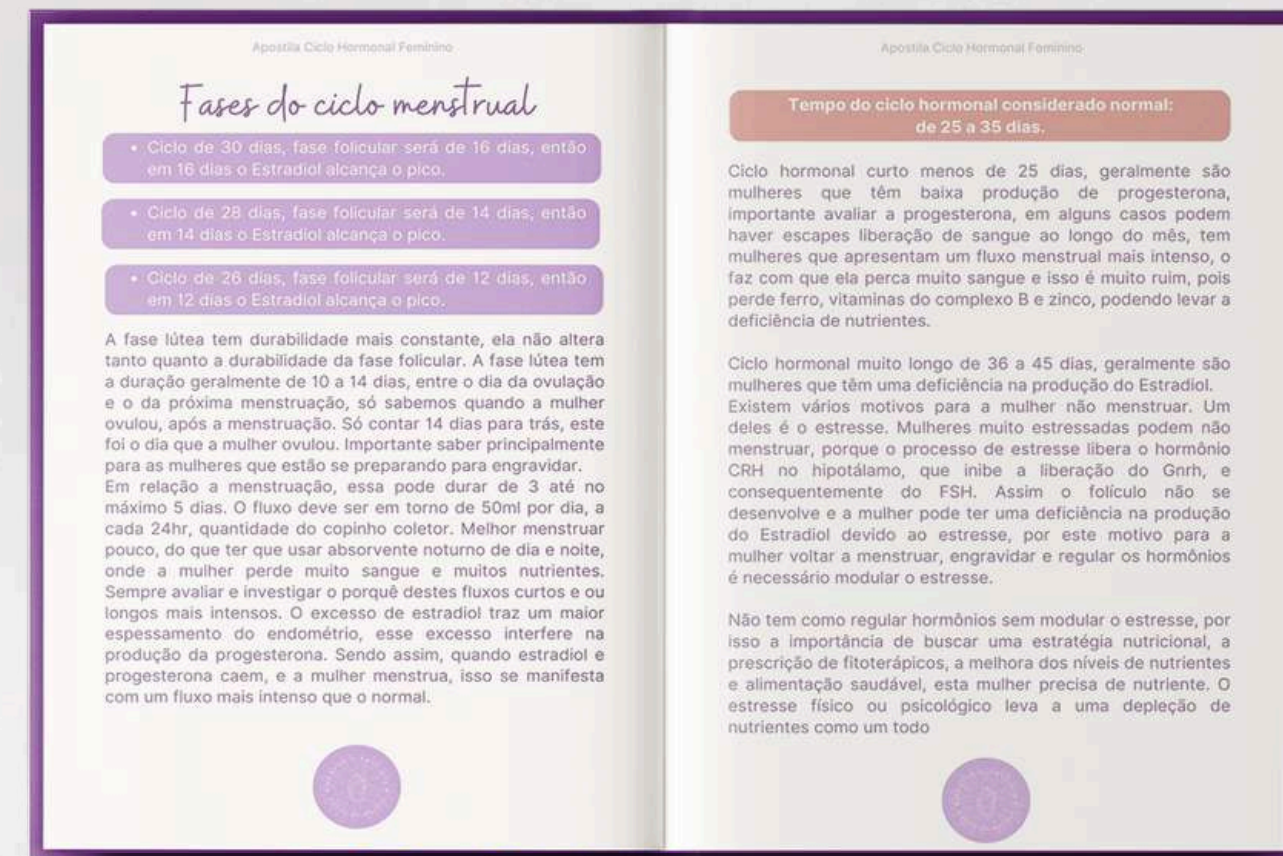 Apostila Ciclo Hormonal Feminino
Fases do ciclo menstrual
• Ciclo de 30 dias, fase folicular será de 16 dias, então
em 16 dias o Estradiol alcança o pico.
• Ciclo de 28 dias, fase folicular será de 14 dias, então
em 14 dias o Estradiol alcança o pico.
• Ciclo de 26 dias, fase folicular será de 12 dias, então
em 12 dias o Estradiol alcança o pico.
A fase lútea tem durabilidade mais constante, ela não altera
tanto quanto a durabilidade da fase folicular. A fase lútea tem
a duração geralmente de 10 a 14 dias, entre o dia da ovulação
e o da próxima menstruação, só sabemos quando a mulher
ovulou, após a menstruação. Só contar 14 dias para trás, este
foi o dia que a mulher ovulou. Importante saber principalmente
para as mulheres que estão se preparando para engravidar.
Em relação a menstruação, essa pode durar de 3 até no
máximo 5 dias. O fluxo deve ser em torno de 50ml por dia, a
cada 24hr, quantidade do copinho coletor. Melhor menstruar
pouco, do que ter que usar absorvente noturno de dia e noite,
onde a mulher perde muito sangue e muitos nutrientes.
Sempre avaliar e investigar o porquê destes fluxos curtos e ou
longos mais intensos. O excesso de estradiol traz um maior
espessamento do endométrio, esse excesso interfere na
produção da progesterona. Sendo assim, quando estradiol e
progesterona caem, e a mulher menstrua, isso se manifesta
com um fluxo mais intenso que o normal.
Apostila Ciclo Hormonal Feminino
Tempo do ciclo hormonal considerado normal:
de 25 a 35 dias.
Ciclo hormonal curto menos de 25 dias, geralmente são
mulheres que têm baixa produção de progesterona,
importante avaliar a progesterona, em alguns casos podem
haver escapes liberação de sangue ao longo do mês, tem
mulheres que apresentam um fluxo menstrual mais intenso, o
faz com que ela perca muito sangue e isso é muito ruim, pois
perde ferro, vitaminas do complexo B e zinco, podendo levar a
deficiência de nutrientes.
Ciclo hormonal muito longo de 36 a 45 dias, geralmente são
mulheres que têm uma deficiência na produção do Estradiol.
Existem vários motivos para a mulher não menstruar. Um
deles é o estresse. Mulheres muito estressadas podem não
menstruar, porque o processo de estresse libera o hormônio
CRH no hipotálamo, que inibe a liberação do Gnrh, e
consequentemente do FSH. Assim o folículo não se
desenvolve e a mulher pode ter uma deficiência na produção
do Estradiol devido ao estresse, por este motivo para a
mulher voltar a menstruar, engravidar e regular os hormônios
é necessário modular o estresse.
Não tem como regular hormônios sem modular o estresse, por
isso a importância de buscar uma estratégia nutricional, a
prescrição de fitoterápicos, a melhora dos níveis de nutrientes
e alimentação saudável, esta mulher precisa de nutriente. O
estresse físico ou psicológico leva a uma depleção de
nutrientes como um todo